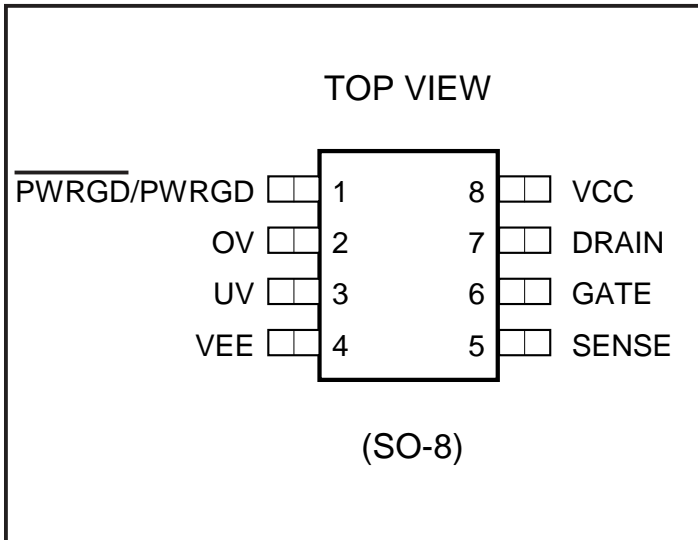 TOP VIEW
PWRGD/PWRGD 1 8 VCC
OV 2 7 DRAIN
UV 3 6 GATE
VEE 4 5 SENSE
(SO-8)